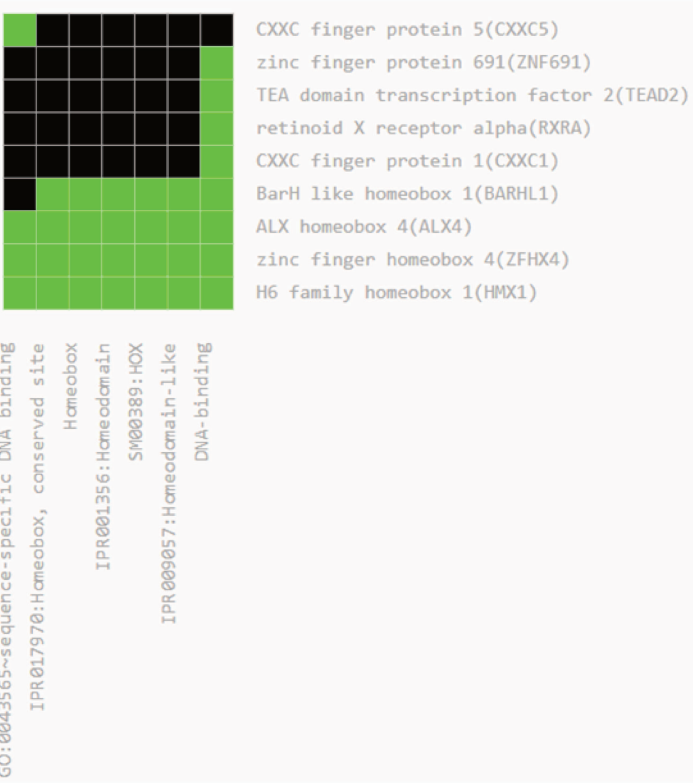 CXXC finger protein 5(CXXC5)
zinc finger protein 691(ZNF691)
TEA domain transcription factor 2(TEAD2)
retinoid X receptor alpha(RXRA)
CXXC finger protein 1(CXXC1)
BarH like homeobox 1(BARHL1)
ALX homeobox 4(ALX4)
zinc finger homeobox 4(ZFHX4)
H6 family homeobox 1(HMX1)
GO:0043565~sequence-specific DNA binding
IPR017970:Homeobox, conserved site
Homeobox
IPR001356:Homeodomain
SM00389:HOX
IPR009057:Homeodomain-like
DNA-binding